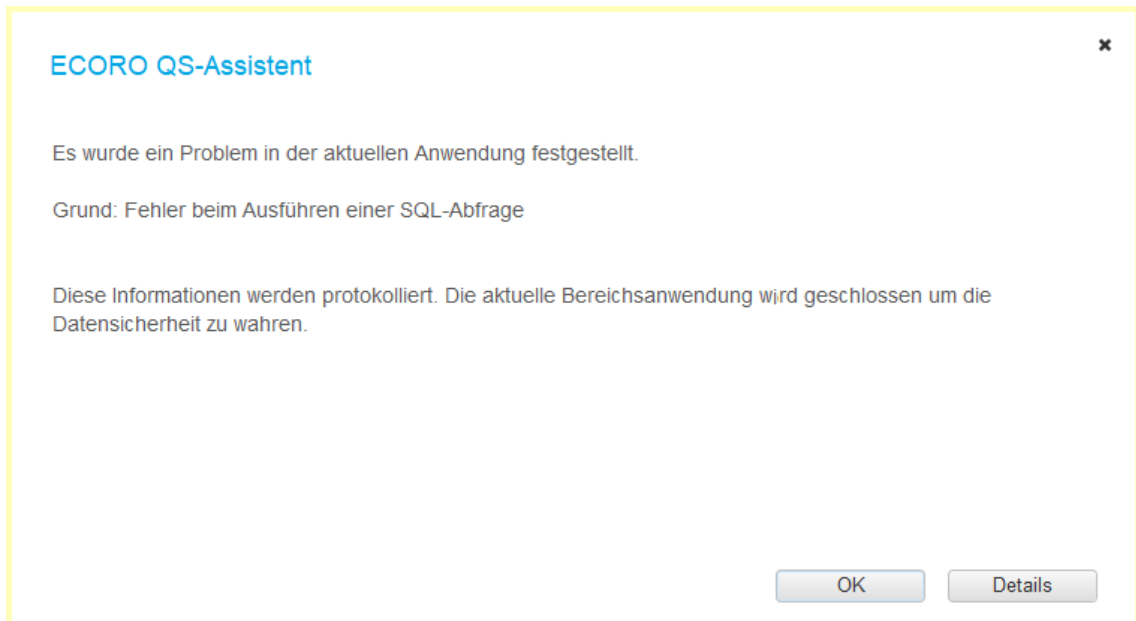 ECORO QS-Assistent
Es wurde ein Problem in der aktuellen Anwendung festgestellt.
Grund: Fehler beim Ausführen einer SQL-Abfrage
Diese Informationen werden protokolliert. Die aktuelle Bereichsanwendung wird geschlossen um die
Datensicherheit zu wahren.
OK Details